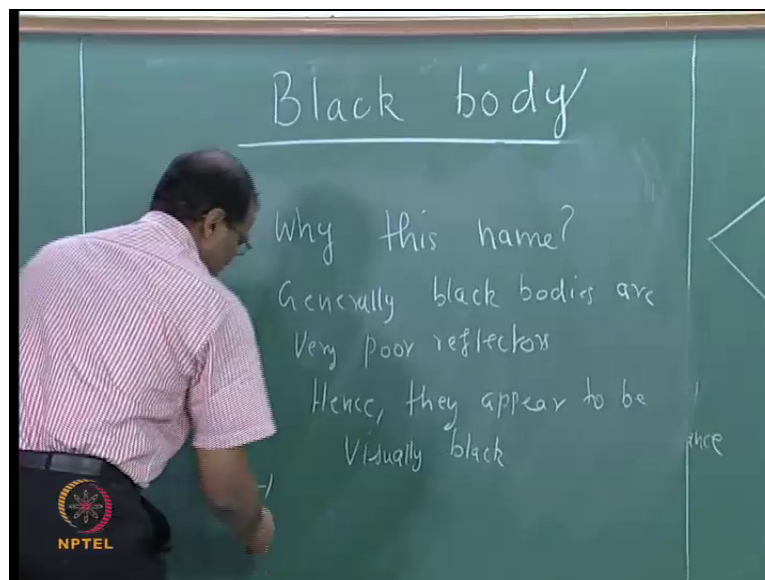 Black body
Why this name?
Generally black bodies are
very poor reflectors
Hence, they appear to be
Visually black
ance
NPTEL